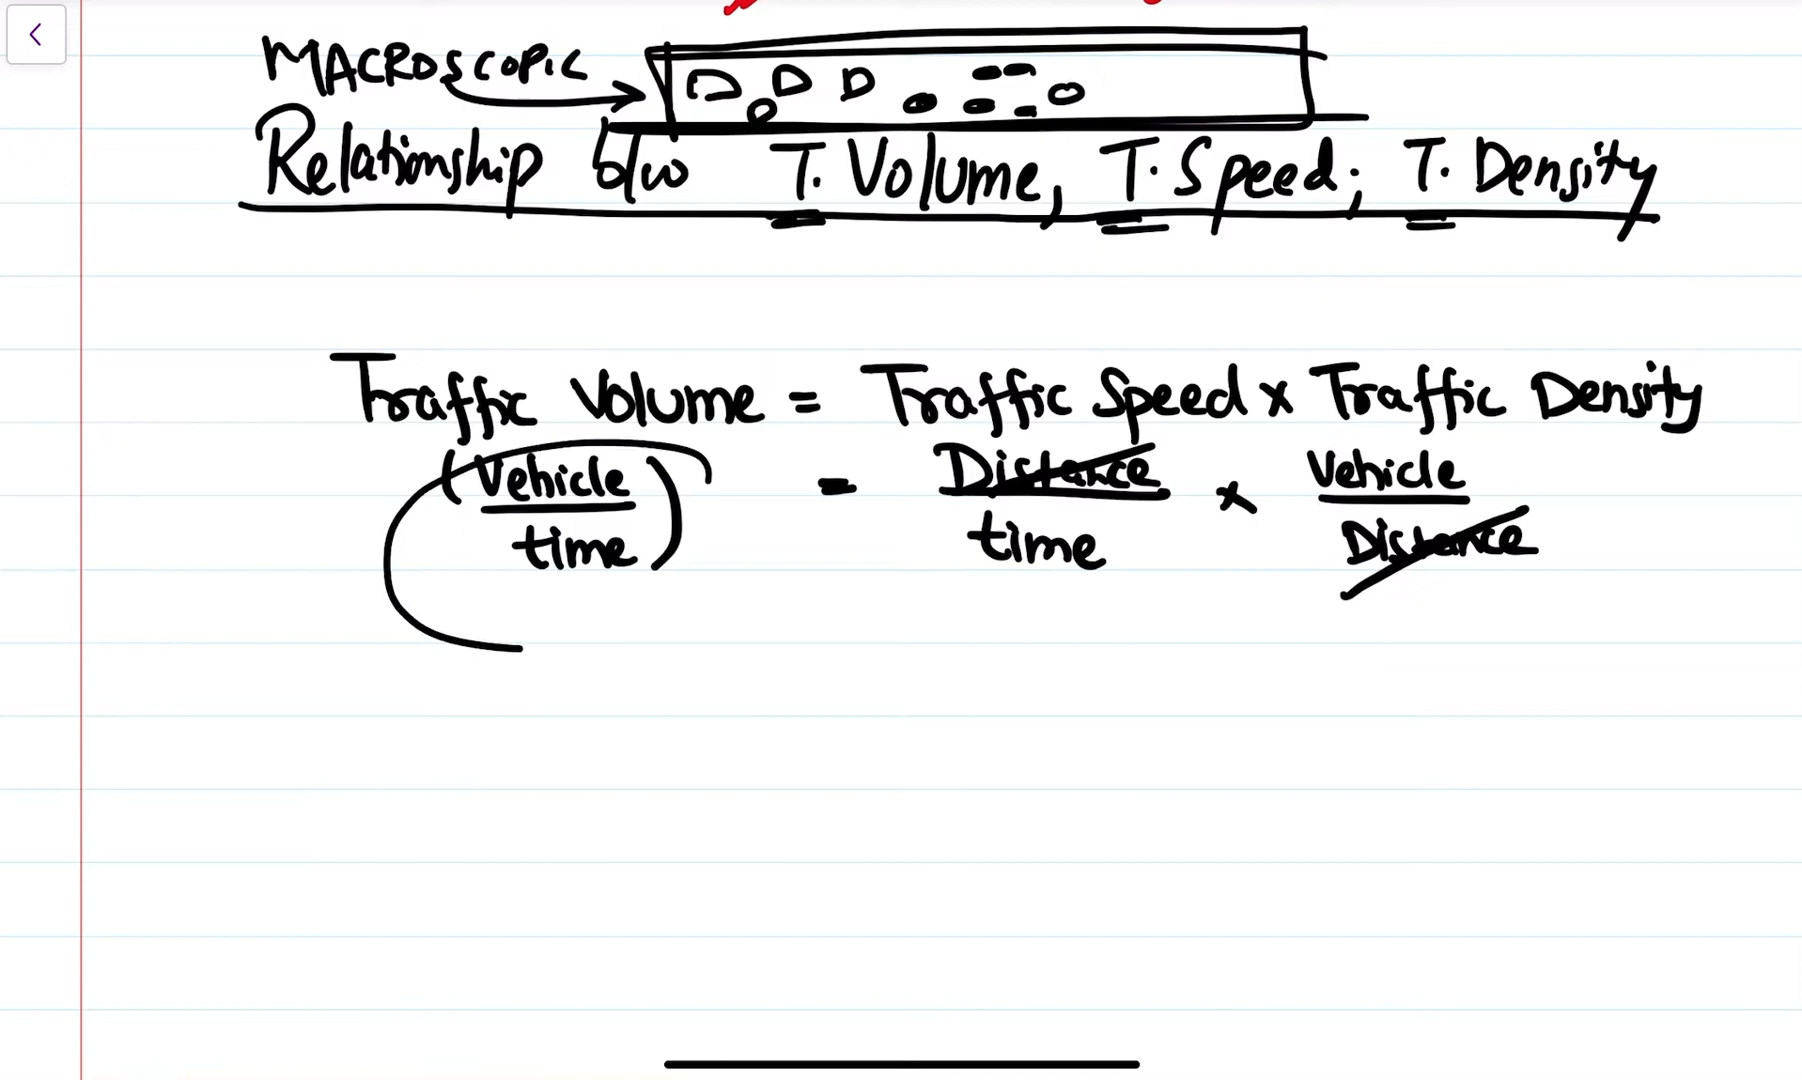 MACROSCOPIC
Relationship b/w T. Volume, T. Speed; T. Density
Traffic Volume = Traffic Speed x Traffic Density
(Vehicle/time) = Distance/time x Vehicle/Distance